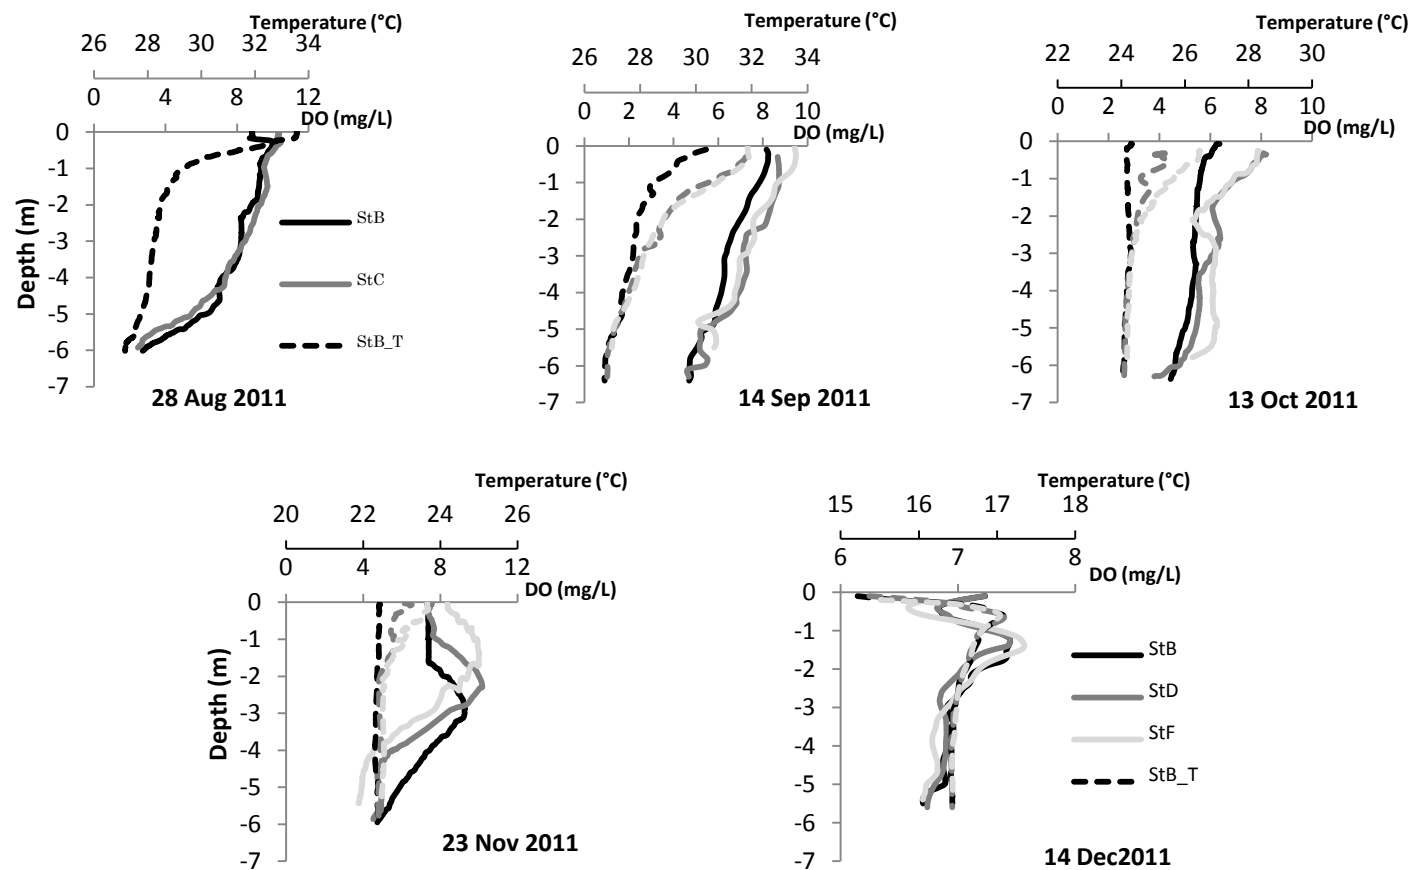 Temperature (°C)
26 28 30 32 34
0 4 8 12
DO (mg/L)
0
-1
-2
-3
-4
-5
-6
-7
Depth (m)
StB
StC
StB_T
28 Aug 2011
Temperature (°C)
26 28 30 32 34
0 2 4 6 8 10
DO (mg/L)
0
-1
-2
-3
-4
-5
-6
-7
14 Sep 2011
Temperature (°C)
22 24 26 28 30
0 2 4 6 8 10
DO (mg/L)
0
-1
-2
-3
-4
-5
-6
-7
13 Oct 2011
Temperature (°C)
20 22 24 26
0 4 8 12
DO (mg/L)
0
-1
-2
-3
-4
-5
-6
-7
Depth (m)
23 Nov 2011
Temperature (°C)
15 16 17 18
6 7 8
DO (mg/L)
0
-1
-2
-3
-4
-5
-6
-7
StB
StD
StF
StB_T
14 Dec2011